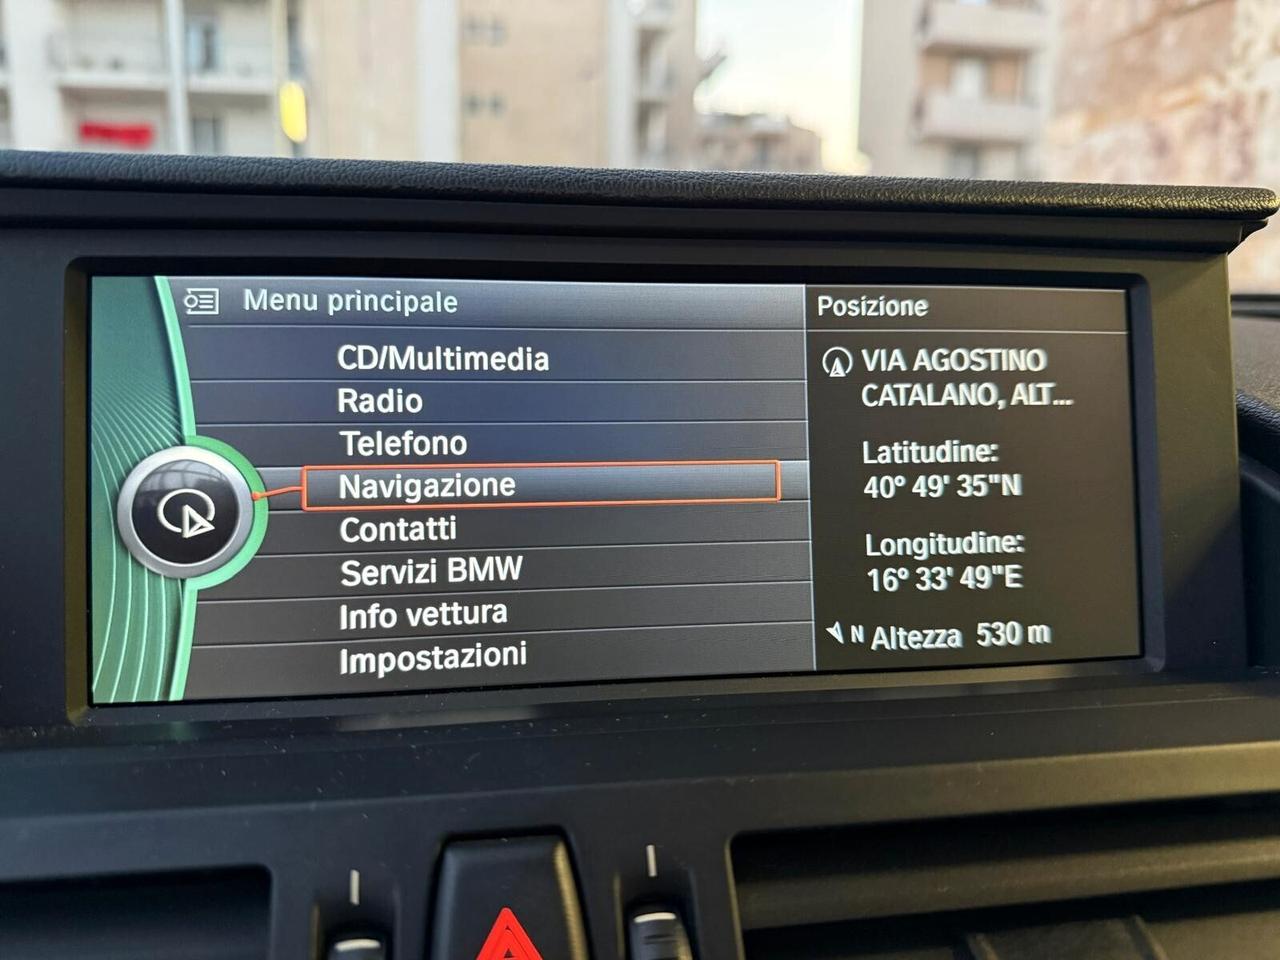 Menu principale
CD/Multimedia
Radio
Telefono
Navigazione
Contatti
Servizi BMW
Info vettura
Impostazioni
Posizione
VIA AGOSTINO
CATALANO, ALT...
Latitudine:
40° 49' 35"N
Longitudine:
16° 33' 49"E
N Altezza 530 m